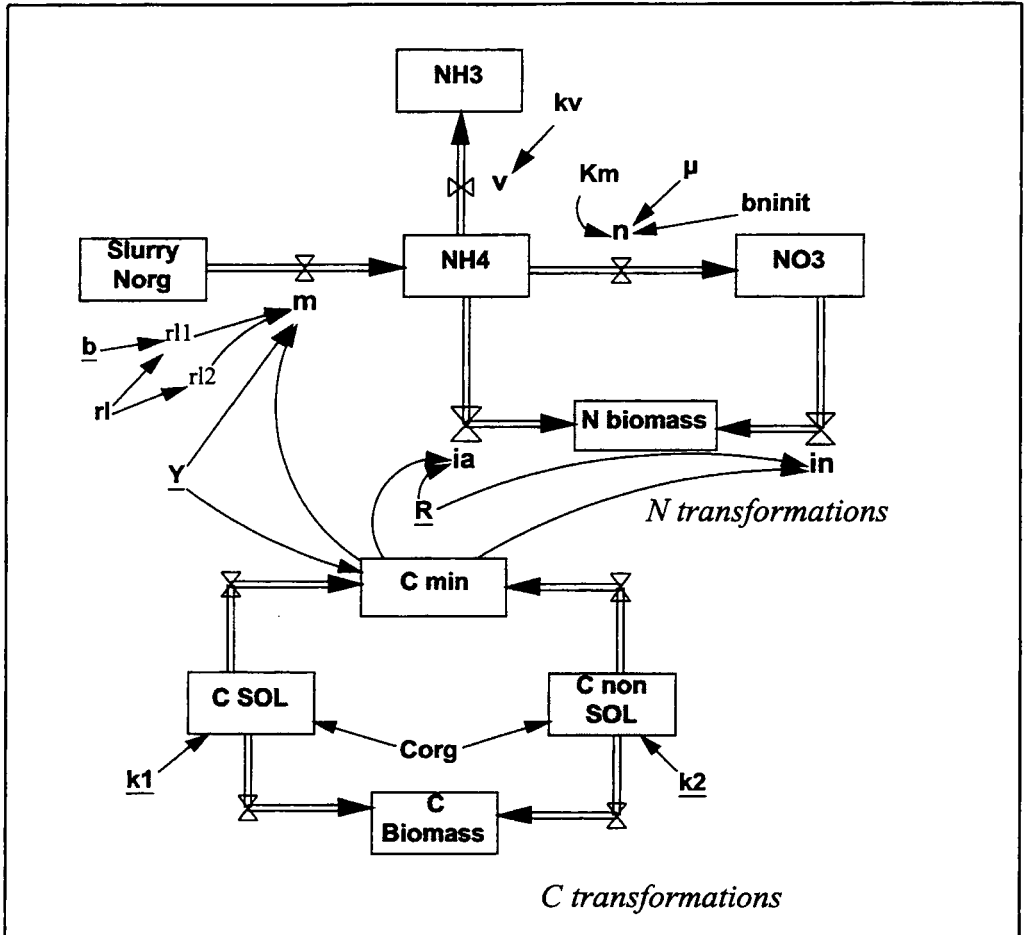 NH3
kv
v
Km
µ
bninit
n
Slurry
Norg
NH4
NO3
m
b
rl1
rl2
rl
N biomass
ia
in
Y
R
N transformations
C min
C SOL
C non
SOL
Corg
k1
k2
C
Biomass
C transformations